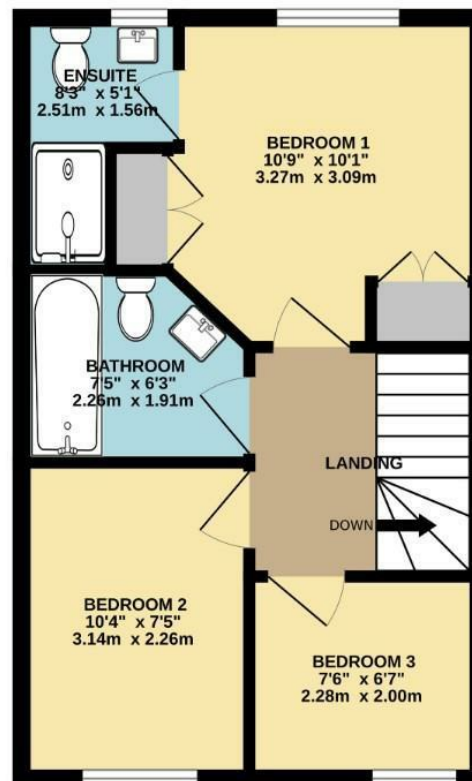 ENSUITE
8'3" x 5'1"
2.51m x 1.56m
BEDROOM 1
10'9" x 10'1"
3.27m x 3.09m
BATHROOM
7'5" x 6'3"
2.26m x 1.91m
LANDING
DOWN
BEDROOM 2
10'4" x 7'5"
3.14m x 2.26m
BEDROOM 3
7'6" x 6'7"
2.28m x 2.00m